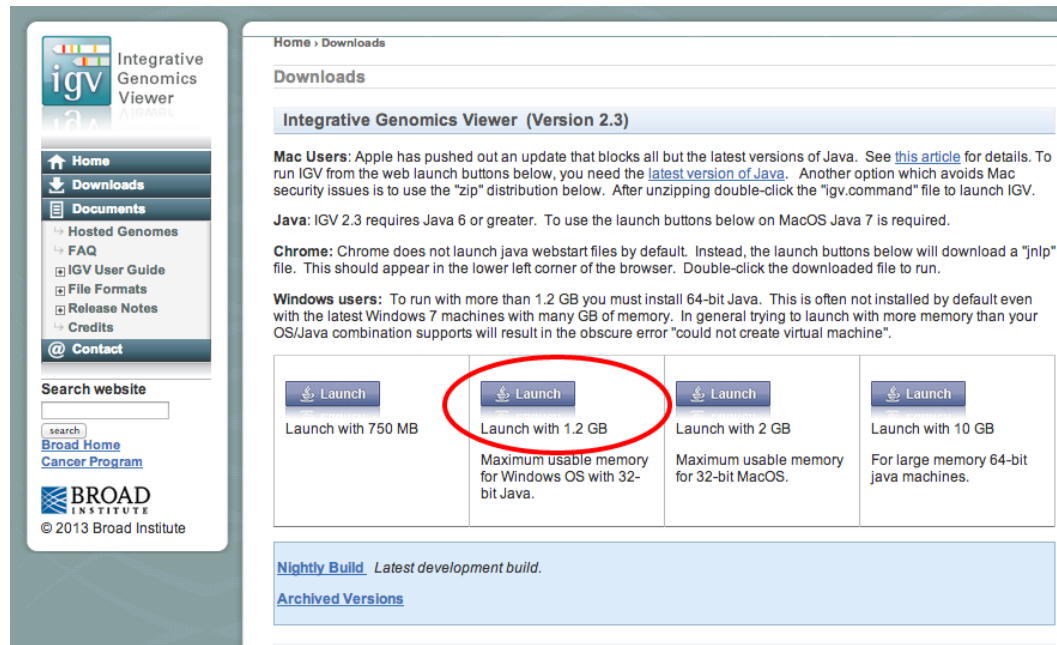 igv
Integrative
Genomics
Viewer
Home
Downloads
Documents
Hosted Genomes
FAQ
IGV User Guide
File Formats
Release Notes
Credits
@ Contact
Search website
search
Broad Home
Cancer Program
BROAD
INSTITUTE
© 2013 Broad Institute
Home › Downloads
Downloads
Integrative Genomics Viewer (Version 2.3)
Mac Users: Apple has pushed out an update that blocks all but the latest versions of Java. See this article for details. To
run IGV from the web launch buttons below, you need the latest version of Java. Another option which avoids Mac
security issues is to use the "zip" distribution below. After unzipping double-click the "igv.command" file to launch IGV.
Java: IGV 2.3 requires Java 6 or greater. To use the launch buttons below on MacOS Java 7 is required.
Chrome: Chrome does not launch java webstart files by default. Instead, the launch buttons below will download a "jnlp"
file. This should appear in the lower left corner of the browser. Double-click the downloaded file to run.
Windows users: To run with more than 1.2 GB you must install 64-bit Java. This is often not installed by default even
with the latest Windows 7 machines with many GB of memory. In general trying to launch with more memory than your
OS/Java combination supports will result in the obscure error "could not create virtual machine".
Launch
Launch with 750 MB
Launch
Launch with 1.2 GB
Maximum usable memory
for Windows OS with 32-
bit Java.
Launch
Launch with 2 GB
Maximum usable memory
for 32-bit MacOS.
Launch
Launch with 10 GB
For large memory 64-bit
java machines.
Nightly Build Latest development build.
Archived Versions